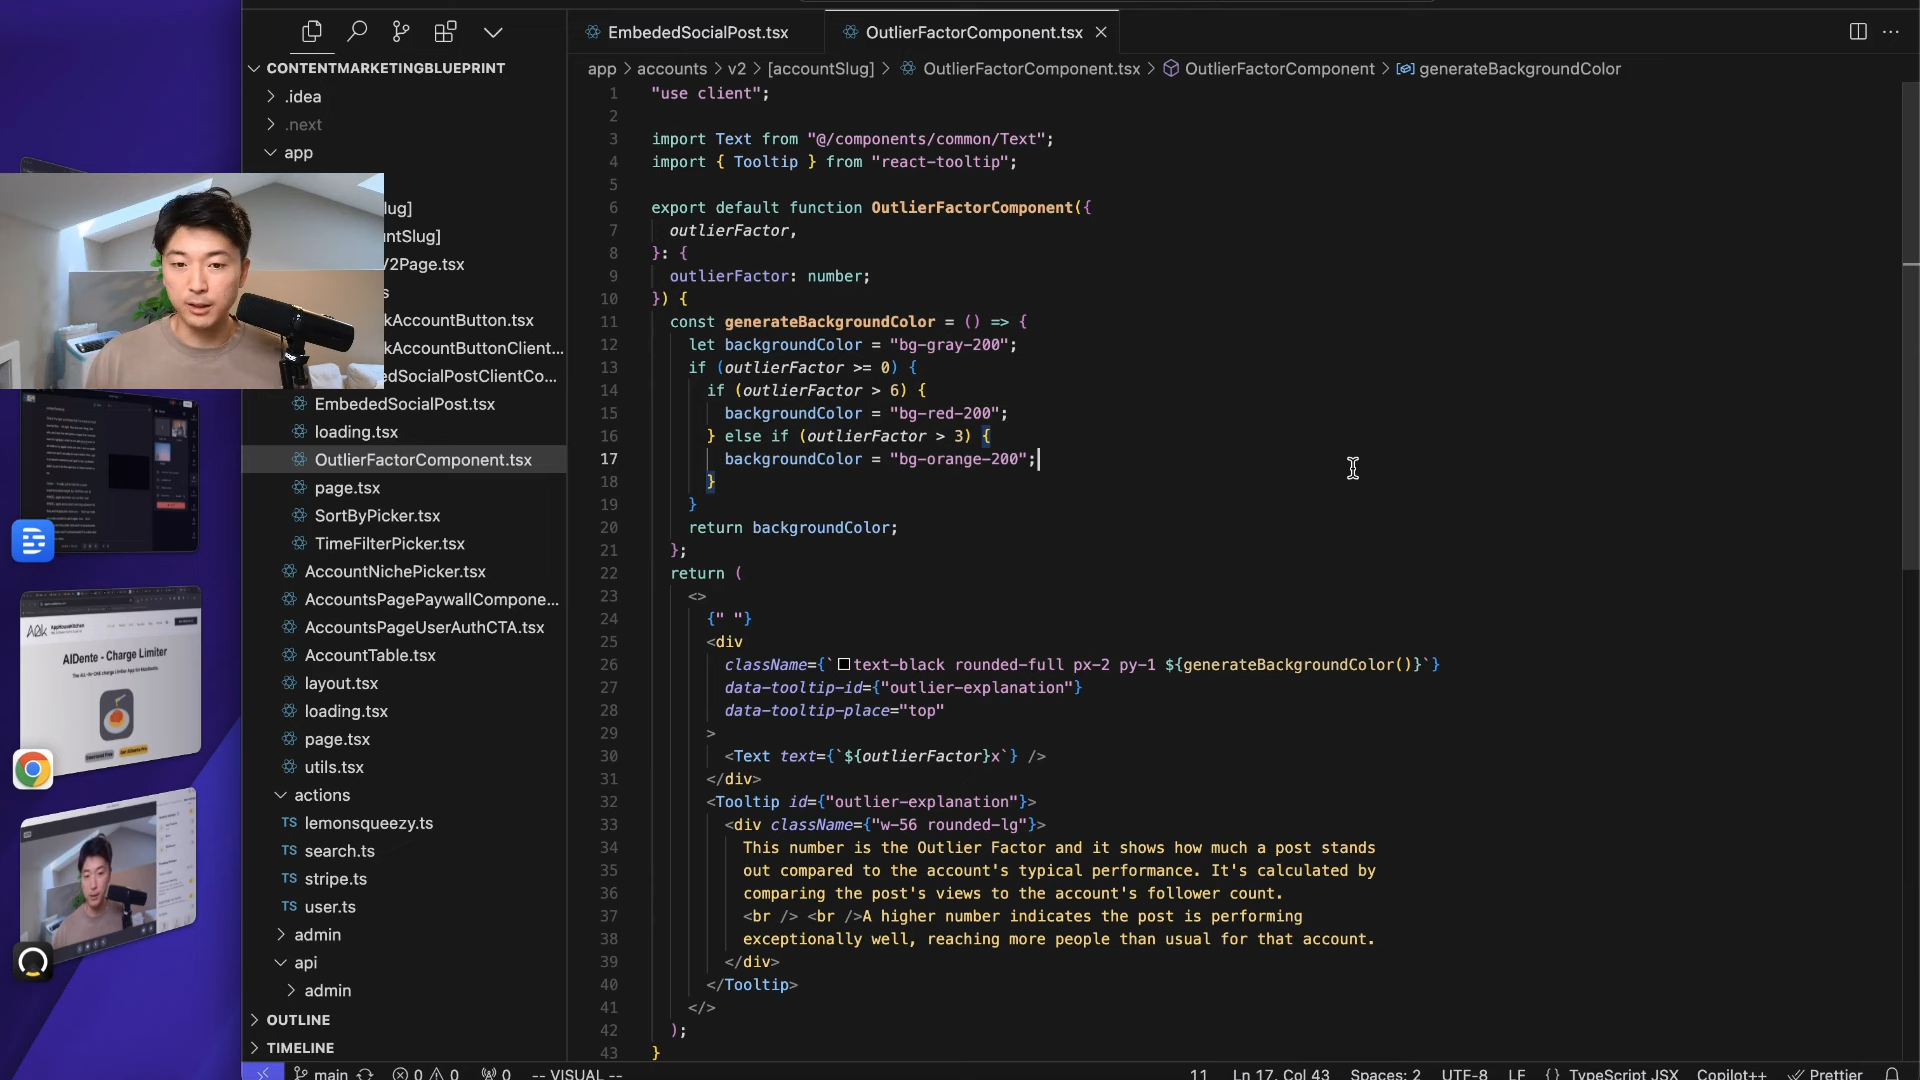 EmbededSocialPost.tsx
OutlierFactorComponent.tsx
CONTENTMARKETINGBLUEPRINT
.idea
.next
app
lug]
ntSlug]
/2Page.tsx
s
kAccountButton.tsx
kAccountButtonClient...
edSocialPostClientCo...
EmbededSocialPost.tsx
loading.tsx
OutlierFactorComponent.tsx
page.tsx
SortByPicker.tsx
TimeFilterPicker.tsx
AccountNichePicker.tsx
AccountsPagePaywallCompone...
AccountsPageUserAuthCTA.tsx
AccountTable.tsx
layout.tsx
loading.tsx
page.tsx
utils.tsx
actions
TS lemonsqueezy.ts
TS search.ts
TS stripe.ts
TS user.ts
admin
api
admin
OUTLINE
TIMELINE
AlDente - Charge Limiter
app > accounts > v2 > [accountSlug] > OutlierFactorComponent.tsx > OutlierFactorComponent > generateBackgroundColor
1 "use client";
2
3 import Text from "@/components/common/Text";
4 import { Tooltip } from "react-tooltip";
5
6 export default function OutlierFactorComponent({
7 outlierFactor,
8 }: {
9 outlierFactor: number;
10 }) {
11 const generateBackgroundColor = () => {
12 let backgroundColor = "bg-gray-200";
13 if (outlierFactor >= 0) {
14 if (outlierFactor > 6) {
15 backgroundColor = "bg-red-200";
16 } else if (outlierFactor > 3) {
17 backgroundColor = "bg-orange-200";
18 }
19 }
20 return backgroundColor;
21 };
22 return (
23 <>
24 {" "}
25 <div
26 className={`text-black rounded-full px-2 py-1 ${generateBackgroundColor()}`}
27 data-tooltip-id={"outlier-explanation"}
28 data-tooltip-place="top"
29 >
30 <Text text={`${outlierFactor}x`} />
31 </div>
32 <Tooltip id={"outlier-explanation"}>
33 <div className={"w-56 rounded-lg"}>
34 This number is the Outlier Factor and it shows how much a post stands
35 out compared to the account's typical performance. It's calculated by
36 comparing the post's views to the account's follower count.
37 <br /> <br />A higher number indicates the post is performing
38 exceptionally well, reaching more people than usual for that account.
39 </div>
40 </Tooltip>
41 </>
42 );
43 }
main 0 0 0 -- VISUAL -- 11 Ln 17, Col 43 Spaces: 2 UTF-8 LF {} TypeScript JSX Copilot++ Prettier